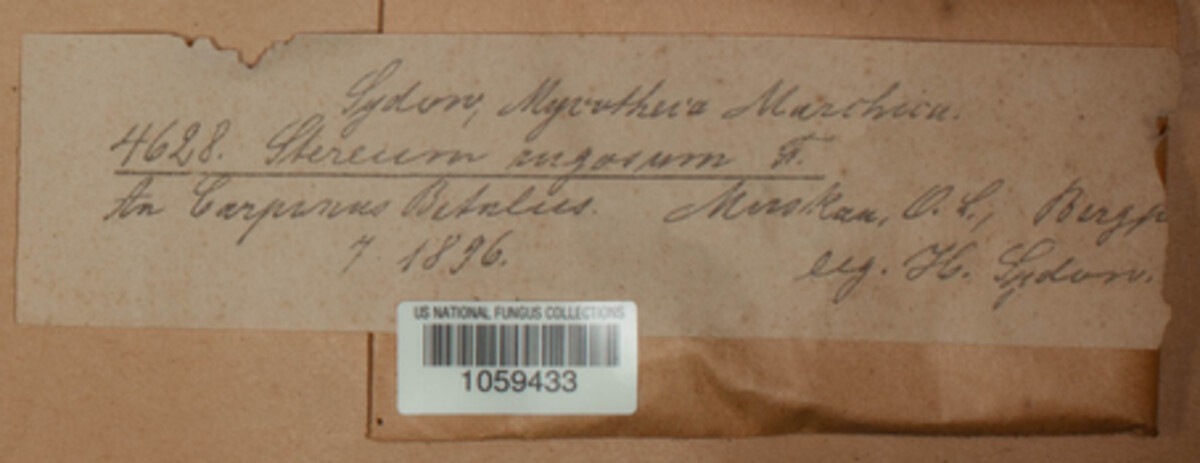 Sydow, Mycotheca Marchica.
4628. Stereum rugosum Fr.
An Carpinus Betulus. Muskau, O. L., Bergp
7. 1896. leg. H. Sydow.
US NATIONAL FUNGUS COLLECTIONS
1059433